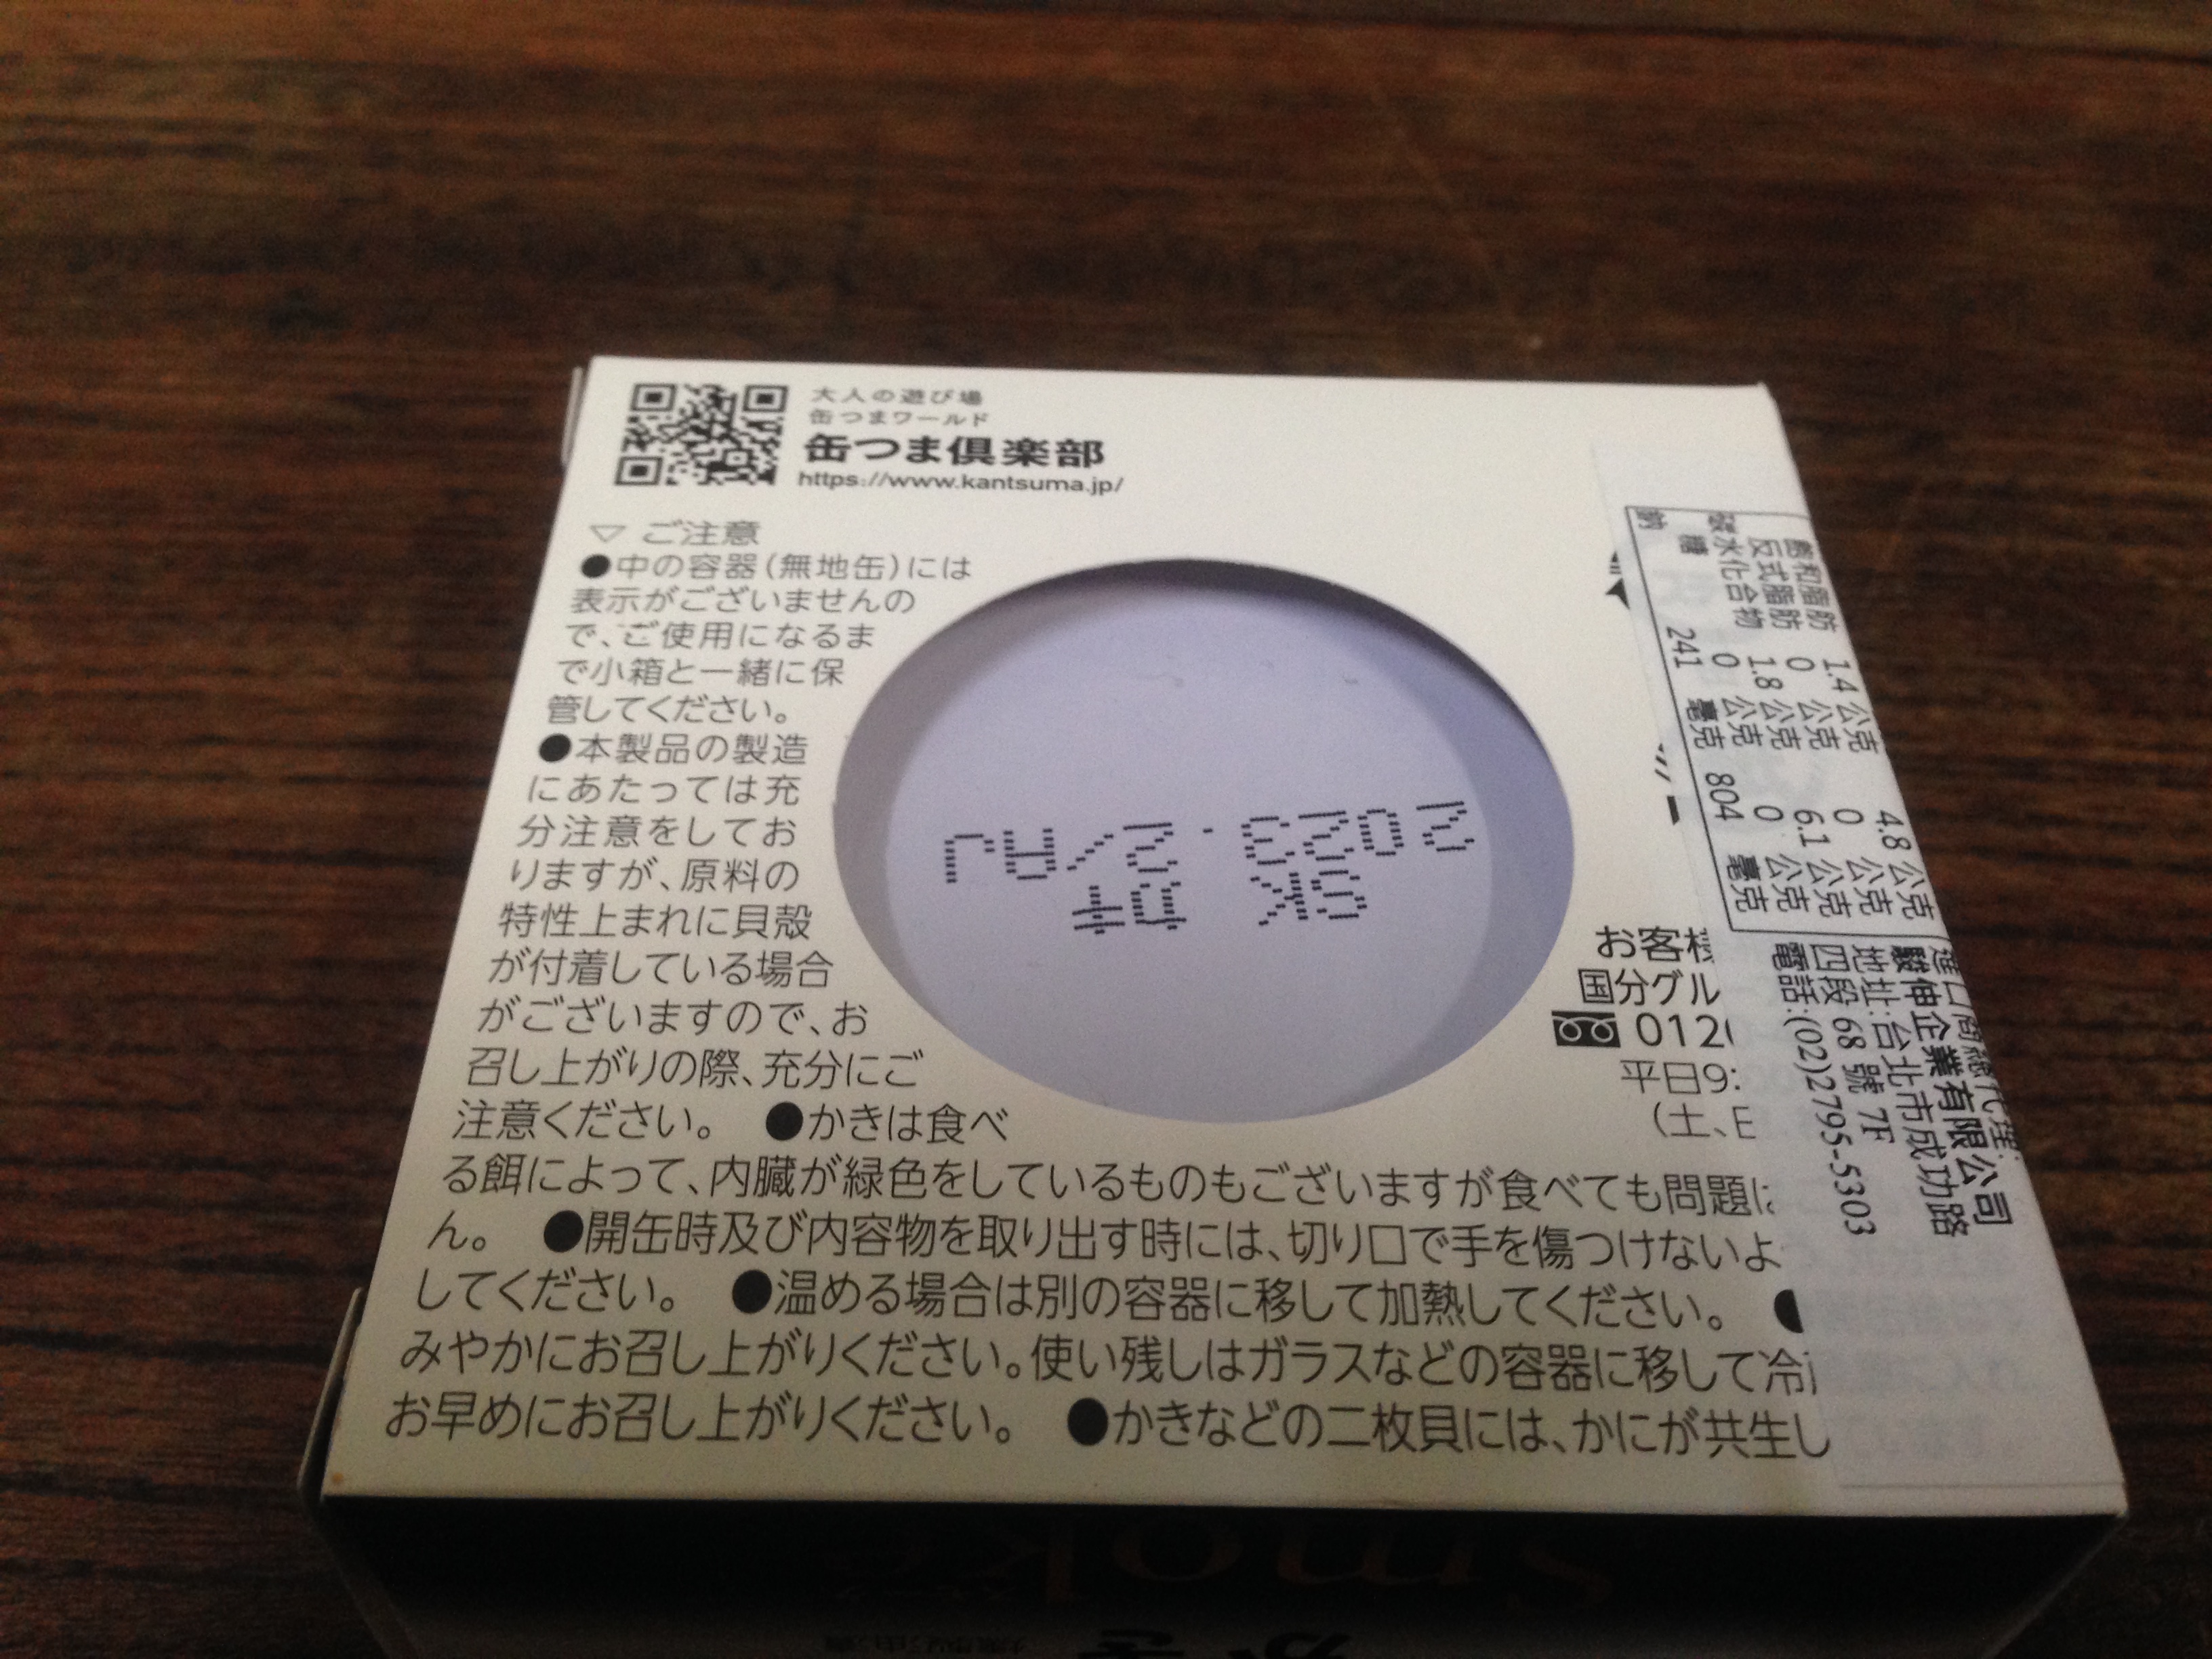 大人の遊び場
缶つまワールド
缶つま倶楽部
https://www.kantsuma.jp/
▽ ご注意
●中の容器(無地缶)には
表示がございませんの
で、ご使用になるま
で小箱と一緒に保
管してください。
●本製品の製造
にあたっては充
分注意をしてお
りますが、原料の
特性上まれに貝殻
が付着している場合
がございますので、お
召し上がりの際、充分にご
注意ください。 ●かきは食べ
る餌によって、内臓が緑色をしているものもございますが食べても問題に
ん。 ●開缶時及び内容物を取り出す時には、切り口で手を傷つけないよ
してください。 ●温める場合は別の容器に移して加熱してください。 ●
みやかにお召し上がりください。使い残しはガラスなどの容器に移して冷
お早めにお召し上がりください。 ●かきなどの二枚貝には、かにが共生し
SK
2023.2/AJ
お客様
国分グル
012
平日9:
(土、
飽和脂肪 1.4公克 4.8公克
反式脂肪 0公克 0公克
碳水化合物 1.8公克 6.1公克
糖 0公克 0公克
鈉 241毫克 804毫克
進口商總代理:
駿伸企業有限公司
地址:台北市成功路
四段 68 號 7F
電話:(02)2795-5303
Smoke
かき
燻製油漬